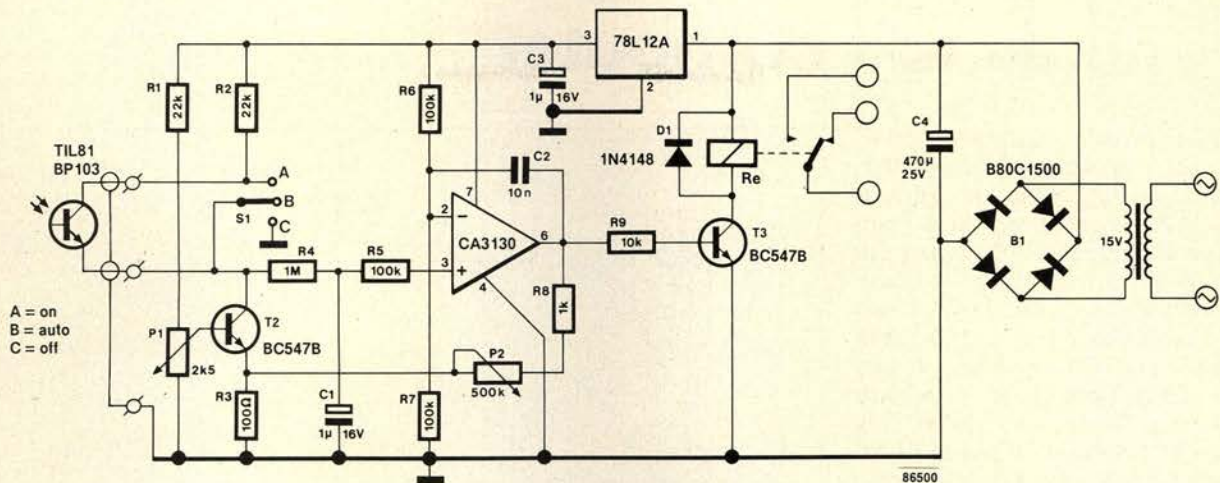 TIL81
BP103
A = on
B = auto
C = off
R1
22k
R2
22k
A
B
C
S1
P1
2k5
T2
BC547B
R3
100Ω
R4
1M
R5
100k
C1
1µ 16V
R6
100k
R7
100k
C2
10n
7
2
−
3
+
CA3130
6
4
R8
1k
P2
500k
R9
10k
C3
1µ 16V
3
78L12A
1
2
D1
1N4148
Re
T3
BC547B
C4
470µ
25V
B80C1500
B1
15V
86500